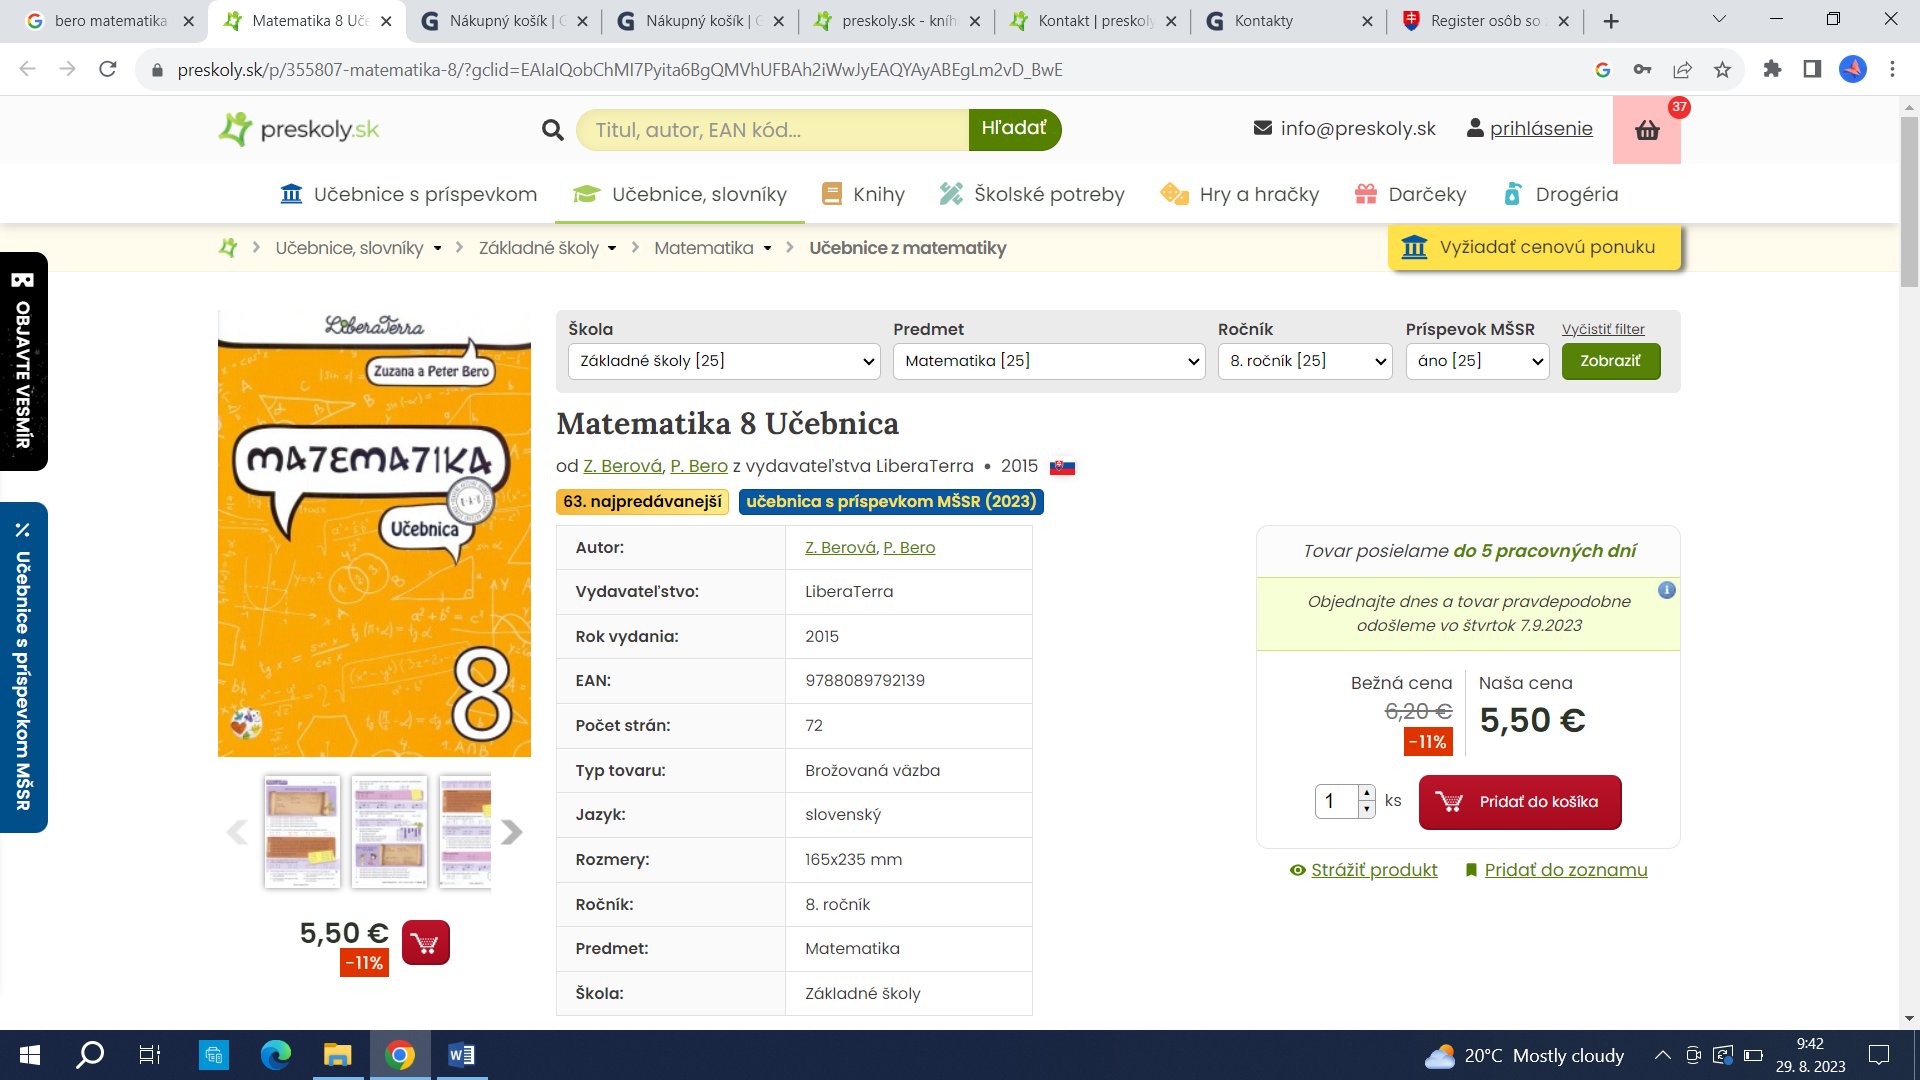 bero matematika
Matematika 8 Uče
Nákupný košík | G
Nákupný košík | G
preskoly.sk - kníh
Kontakt | preskoly
Kontakty
Register osôb so z
preskoly.sk/p/355807-matematika-8/?gclid=EAIaIQobChMI7Pyita6BgQMVhUFBAh2iWwJyEAQYAyABEgLm2vD_BwE
preskoly.sk
Titul, autor, EAN kód...
Hľadať
info@preskoly.sk
prihlásenie
37
Učebnice s príspevkom
Učebnice, slovníky
Knihy
Školské potreby
Hry a hračky
Darčeky
Drogéria
Učebnice, slovníky
Základné školy
Matematika
Učebnice z matematiky
Vyžiadať cenovú ponuku
OBJAVTE VESMÍR
Učebnice s príspevkom MŠSR
LiberaTerra
Zuzana a Peter Bero
MATEMATIKA
Učebnica
8
Škola
Predmet
Ročník
Príspevok MŠSR
Vyčistiť filter
Základné školy [25]
Matematika [25]
8. ročník [25]
áno [25]
Zobraziť
Matematika 8 Učebnica
od Z. Berová, P. Bero z vydavateľstva LiberaTerra • 2015
63. najpredávanejší
učebnica s príspevkom MŠSR (2023)
Autor: Z. Berová, P. Bero
Vydavateľstvo: LiberaTerra
Rok vydania: 2015
EAN: 9788089792139
Počet strán: 72
Typ tovaru: Brožovaná väzba
Jazyk: slovenský
Rozmery: 165x235 mm
Ročník: 8. ročník
Predmet: Matematika
Škola: Základné školy
Tovar posielame do 5 pracovných dní
Objednajte dnes a tovar pravdepodobne
odošleme vo štvrtok 7.9.2023
Bežná cena
6,20 €
-11%
Naša cena
5,50 €
1
ks
Pridať do košíka
Strážiť produkt
Pridať do zoznamu
5,50 €
-11%
20°C Mostly cloudy
9:42
29. 8. 2023